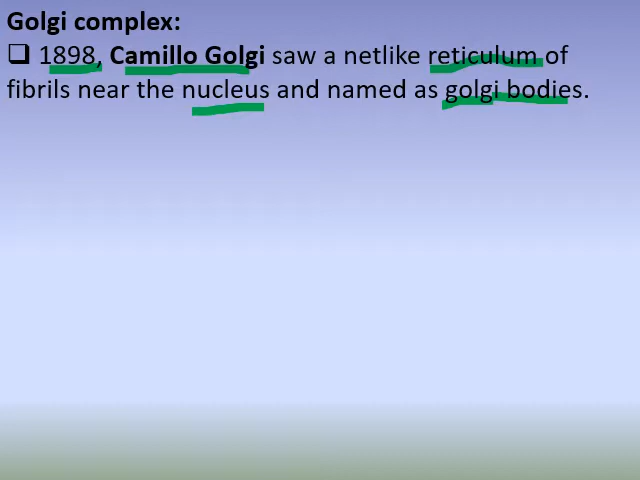 Golgi complex:
❑ 1898, Camillo Golgi saw a netlike reticulum of
fibrils near the nucleus and named as golgi bodies.